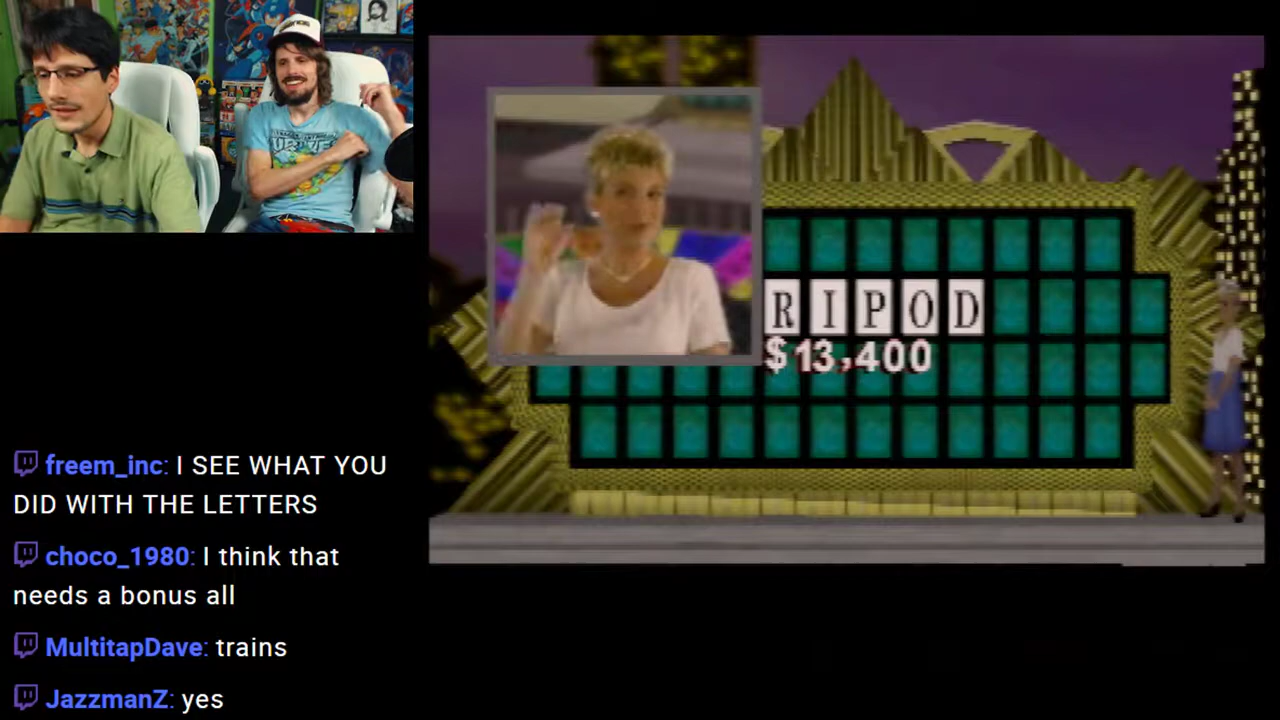 RIPOD
$13,400
freem_inc: I SEE WHAT YOU
DID WITH THE LETTERS
choco_1980: I think that
needs a bonus all
MultitapDave: trains
JazzmanZ: yes